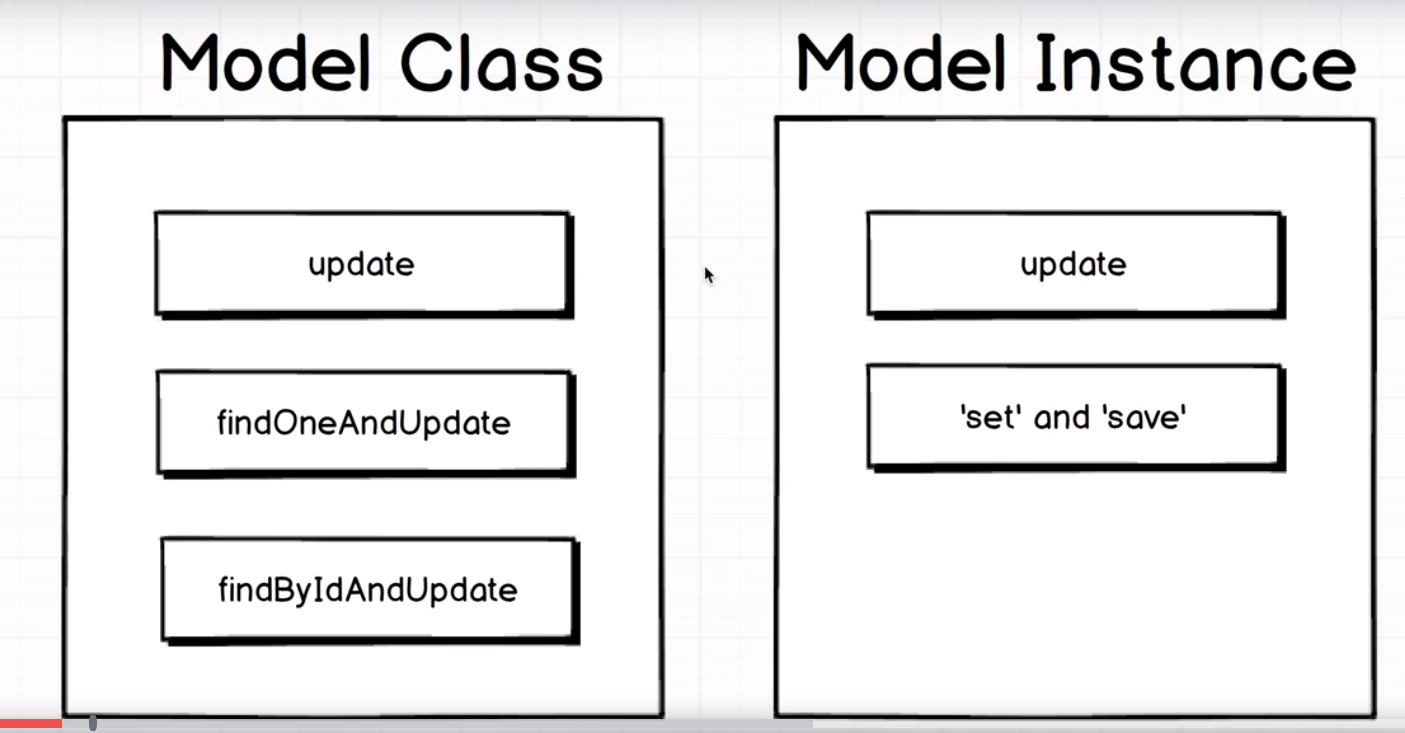 Model Class
update
findOneAndUpdate
findByIdAndUpdate
Model Instance
update
'set' and 'save'